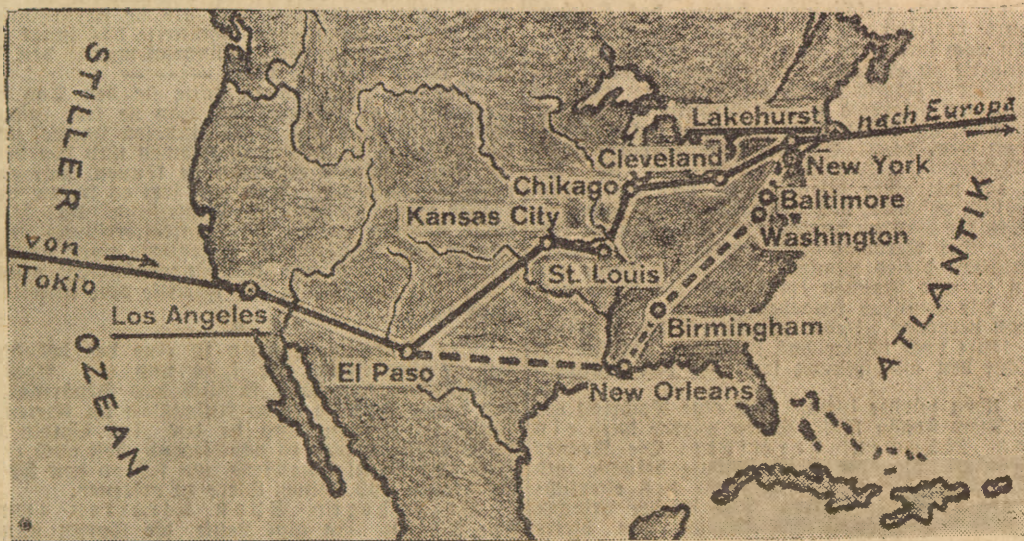 STILLER
OZEAN
von
Tokio
Los Angeles
El Paso
Kansas City
St. Louis
Chikago
Cleveland
Lakehurst
nach Europa
New York
Baltimore
Washington
Birmingham
New Orleans
ATLANTIK